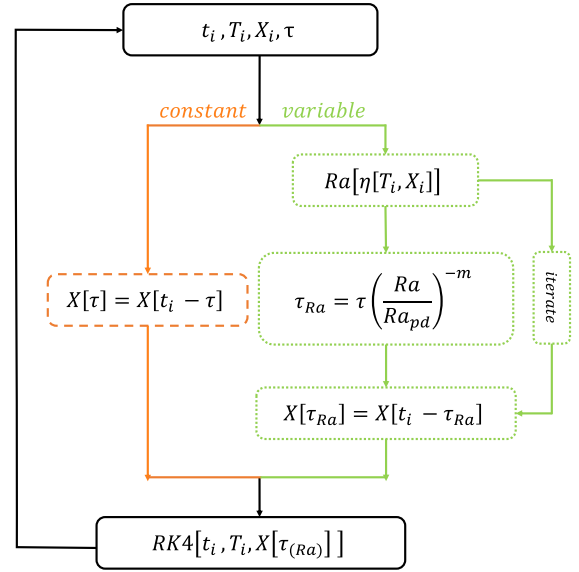 t_i , T_i , X_i , τ
constant
variable
Ra[η[T_i , X_i]]
X[τ] = X[t_i − τ]
τ_Ra = τ (Ra / Ra_pd)^−m
iterate
X[τ_Ra] = X[t_i − τ_Ra]
RK4[t_i , T_i , X[τ_(Ra)] ]